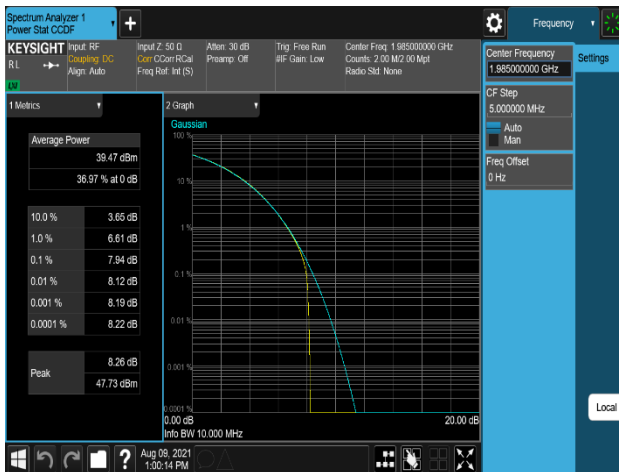 Spectrum Analyzer 1
Power Stat CCDF
+
Frequency
KEYSIGHT
RL
LXI
Input: RF
Coupling: DC
Align: Auto
Input Z: 50 Ω
Corr CCorr RCal
Freq Ref: Int (S)
Atten: 30 dB
Preamp: Off
Trig: Free Run
#IF Gain: Low
Center Freq: 1.985000000 GHz
Counts: 2.00 M/2.00 Mpt
Radio Std: None
Center Frequency
1.985000000 GHz
Settings
CF Step
5.000000 MHz
Auto
Man
Freq Offset
0 Hz
1 Metrics
Average Power
39.47 dBm
36.97 % at 0 dB
10.0 % 3.65 dB
1.0 % 6.61 dB
0.1 % 7.94 dB
0.01 % 8.12 dB
0.001 % 8.19 dB
0.0001 % 8.22 dB
Peak 8.26 dB
47.73 dBm
2 Graph
Gaussian
100 %
10 %
1 %
0.1 %
0.01 %
0.001 %
0.0001 %
0.00 dB 20.00 dB
Info BW 10.000 MHz
Local
?
Aug 09, 2021
1:00:14 PM